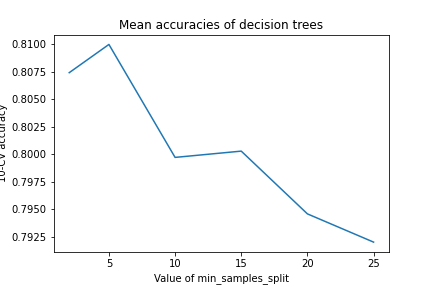 Mean accuracies of decision trees
0.8100
0.8075
0.8050
0.8025
0.8000
0.7975
0.7950
0.7925
10-CV accuracy
5 10 15 20 25
Value of min_samples_split